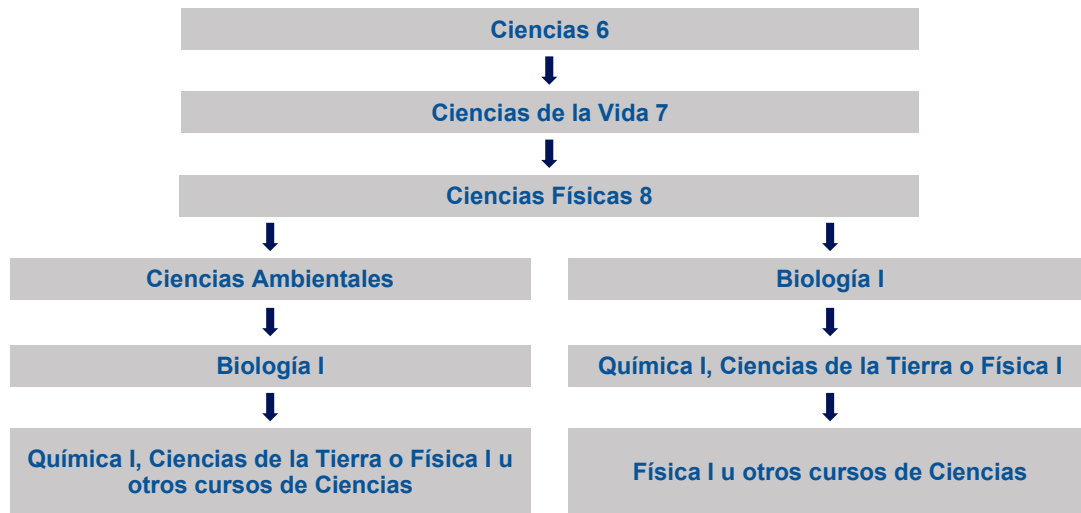 Ciencias 6
Ciencias de la Vida 7
Ciencias Físicas 8
Ciencias Ambientales
Biología I
Biología I
Química I, Ciencias de la Tierra o Física I
Química I, Ciencias de la Tierra o Física I u
otros cursos de Ciencias
Física I u otros cursos de Ciencias